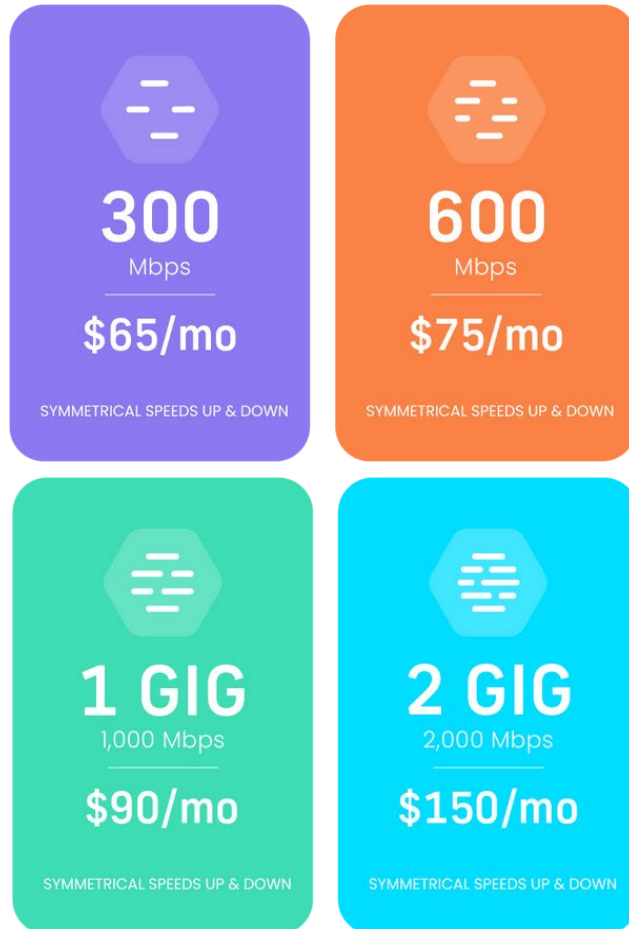 300
Mbps
$65/mo
SYMMETRICAL SPEEDS UP & DOWN
600
Mbps
$75/mo
SYMMETRICAL SPEEDS UP & DOWN
1 GIG
1,000 Mbps
$90/mo
SYMMETRICAL SPEEDS UP & DOWN
2 GIG
2,000 Mbps
$150/mo
SYMMETRICAL SPEEDS UP & DOWN